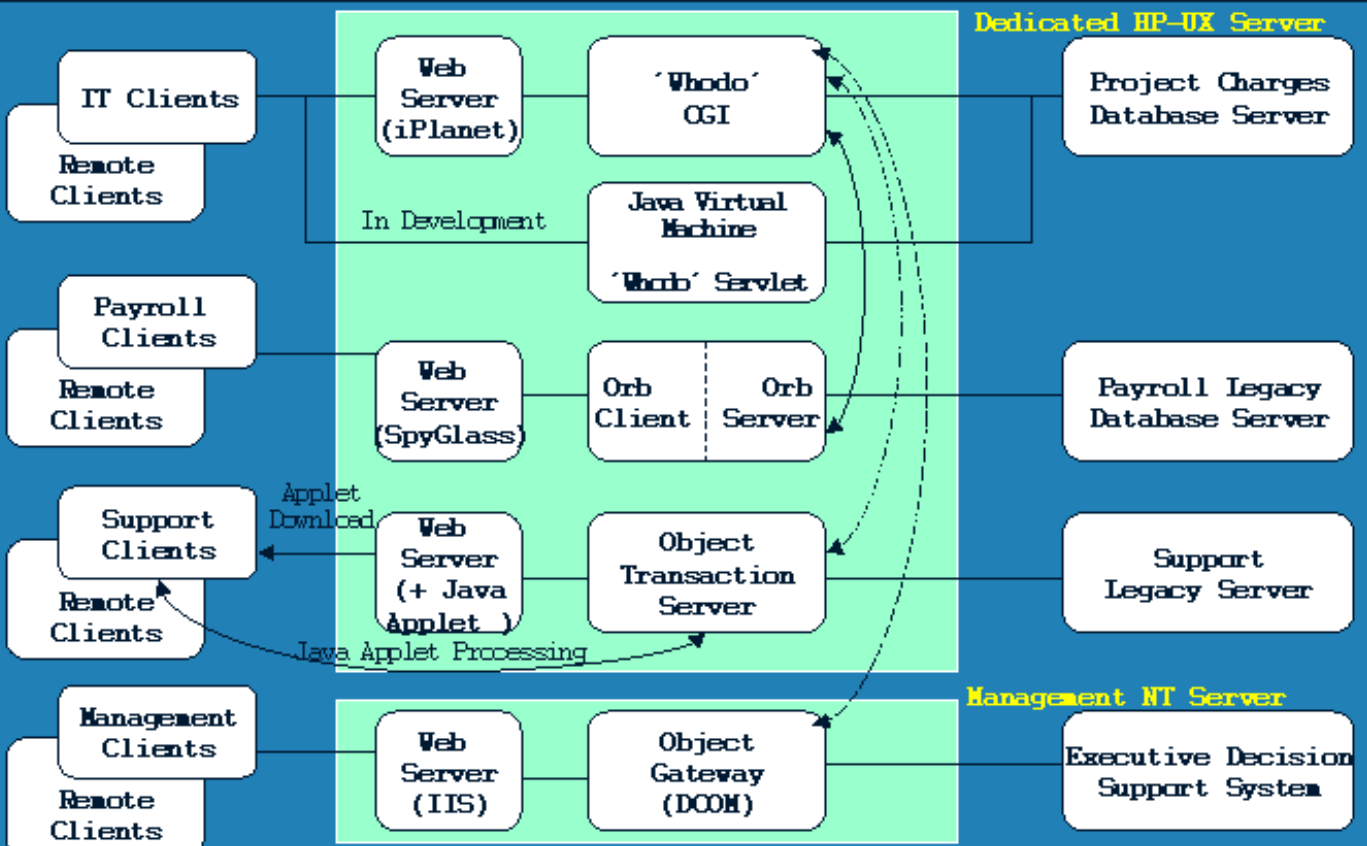 Dedicated HP-UX Server
IT Clients
Remote
Clients
Web
Server
(iPlanet)
´Whodo´
CGI
Project Charges
Database Server
In Development
Java Virtual
Machine
´Whodo´ Servlet
Payroll
Clients
Remote
Clients
Web
Server
(SpyGlass)
Orb
Client
Orb
Server
Payroll Legacy
Database Server
Support
Clients
Remote
Clients
Applet
Download
Web
Server
(+ Java
Applet )
Object
Transaction
Server
Support
Legacy Server
Java Applet Processing
Management NT Server
Management
Clients
Remote
Clients
Web
Server
(IIS)
Object
Gateway
(DCOM)
Executive Decision
Support System